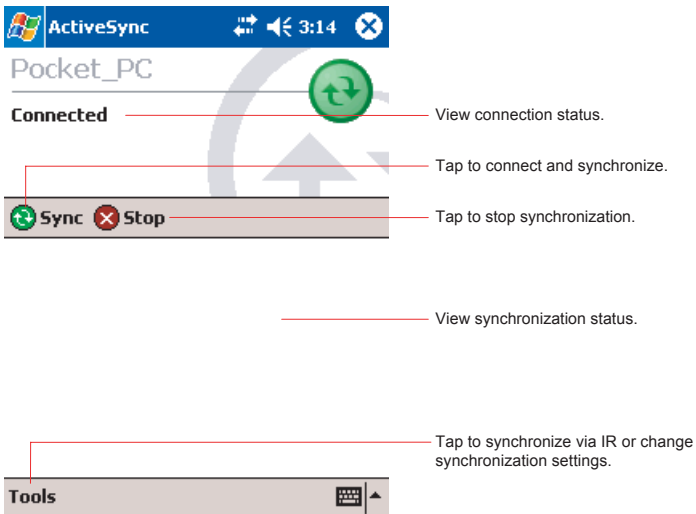 ActiveSync 3:14
Pocket_PC
Connected
View connection status.
Tap to connect and synchronize.
Sync Stop
Tap to stop synchronization.
View synchronization status.
Tap to synchronize via IR or change
synchronization settings.
Tools